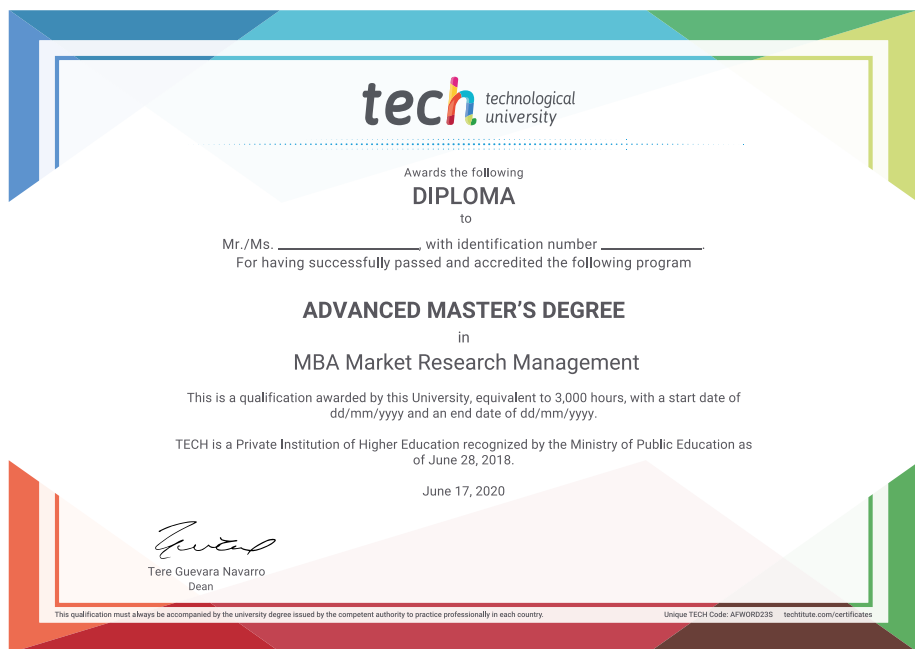 tech technological
university
Awards the following
DIPLOMA
to
Mr./Ms. ____________, with identification number ____________.
For having successfully passed and accredited the following program
ADVANCED MASTER'S DEGREE
in
MBA Market Research Management
This is a qualification awarded by this University, equivalent to 3,000 hours, with a start date of
dd/mm/yyyy and an end date of dd/mm/yyyy.
TECH is a Private Institution of Higher Education recognized by the Ministry of Public Education as
of June 28, 2018.
June 17, 2020
Tere Guevara Navarro
Dean
This qualification must always be accompanied by the university degree issued by the competent authority to practice professionally in each country. Unique TECH Code: AFWORD23S techtitute.com/certificates